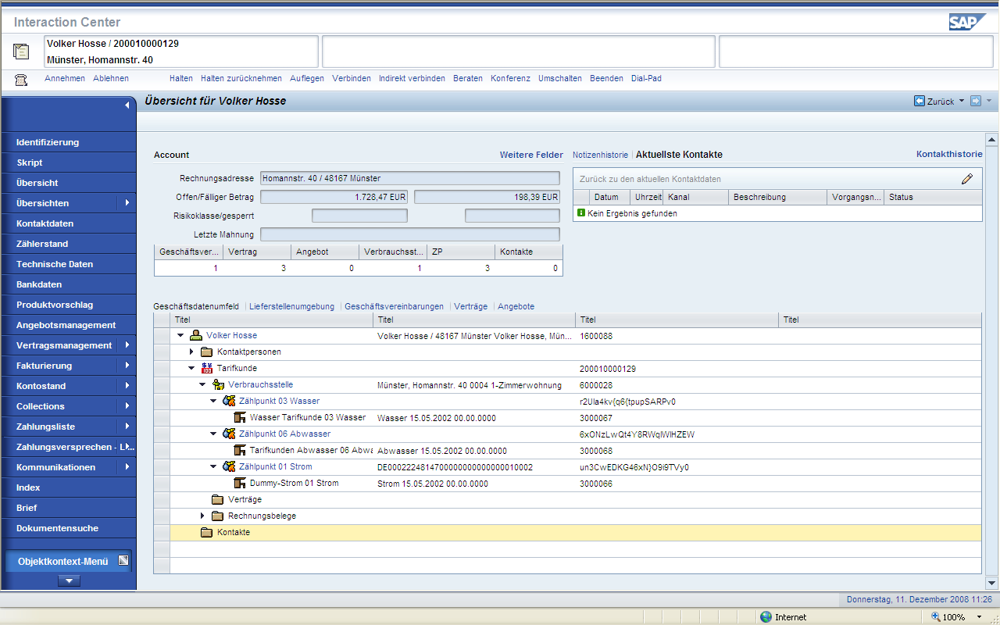 Interaction Center
SAP
Volker Hosse / 200010000129
Münster, Homannstr. 40
Annehmen Ablehnen Halten Halten zurücknehmen Auflegen Verbinden Indirekt verbinden Beraten Konferenz Umschalten Beenden Dial-Pad
Übersicht für Volker Hosse
Zurück
Identifizierung
Skript
Übersicht
Übersichten
Kontaktdaten
Zählerstand
Technische Daten
Bankdaten
Produktvorschlag
Angebotsmanagement
Vertragsmanagement
Fakturierung
Kontostand
Collections
Zahlungsliste
Zahlungsversprechen - L...
Kommunikationen
Index
Brief
Dokumentensuche
Objektkontext-Menü
Account Weitere Felder
Rechnungsadresse Homannstr. 40 / 48167 Münster
Offen/Fälliger Betrag 1.728,47 EUR 198,39 EUR
Risikoklasse/gesperrt
Letzte Mahnung
Geschäftsver... Vertrag Angebot Verbrauchsst... ZP Kontakte
1 3 0 1 3 0
Notizenhistorie Aktuellste Kontakte Kontakthistorie
Zurück zu den aktuellen Kontaktdaten
Datum Uhrzeit Kanal Beschreibung Vorgangsn... Status
Kein Ergebnis gefunden
Geschäftsdatenumfeld Lieferstellenumgebung Geschäftsvereinbarungen Verträge Angebote
Titel Titel Titel Titel
Volker Hosse Volker Hosse / 48167 Münster Volker Hosse, Mün... 1600088
Kontaktpersonen
Tarifkunde 200010000129
Verbrauchsstelle Münster, Homannstr. 40 0004 1-Zimmerwohnung 6000028
Zählpunkt 03 Wasser
Wasser Tarifkunde 03 Wasser Wasser 15.05.2002 00.00.0000 3000067
Zählpunkt 06 Abwasser
Tarifkunden Abwasser 06 Abwa Abwasser 15.05.2002 00.00.0000 3000068
Zählpunkt 01 Strom
Dummy-Strom 01 Strom Strom 15.05.2002 00.00.0000 3000066
Verträge
Rechnungsbelege
Kontakte
Donnerstag, 11. Dezember 2008 11:26
Internet 100%